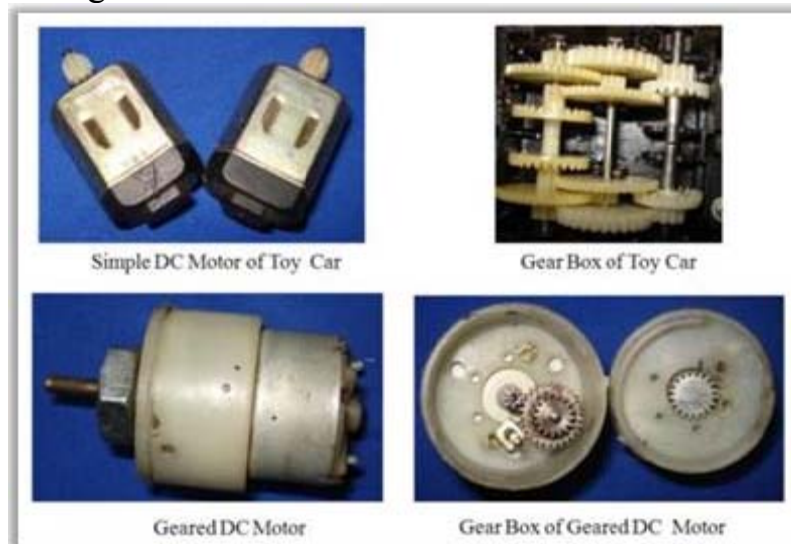 Simple DC Motor of Toy Car
Gear Box of Toy Car
Geared DC Motor
Gear Box of Geared DC Motor